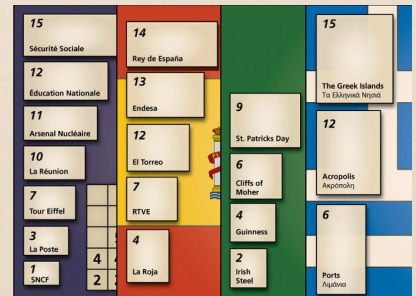 15
Sécurité Sociale
12
Éducation Nationale
11
Arsenal Nucléaire
10
La Réunion
7
Tour Eiffel
3
La Poste
1
SNCF
4
2
14
Rey de España
13
Endesa
12
El Torreo
7
RTVE
4
La Roja
9
St. Patricks Day
6
Cliffs of
Moher
4
Guinness
2
Irish
Steel
15
The Greek Islands
Τα Ελληνικά Νησιά
12
Acropolis
Ακρόπολη
6
Ports
Λιμάνια